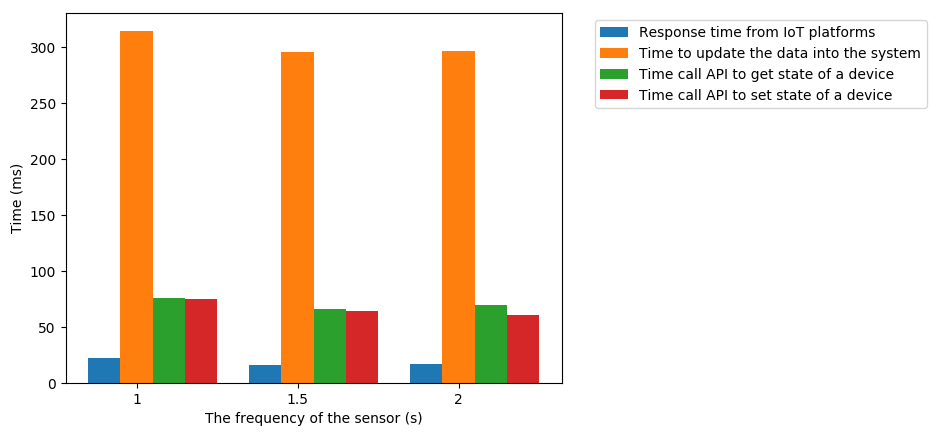 Response time from IoT platforms
Time to update the data into the system
Time call API to get state of a device
Time call API to set state of a device
300
250
200
150
100
50
0
Time (ms)
1 1.5 2
The frequency of the sensor (s)